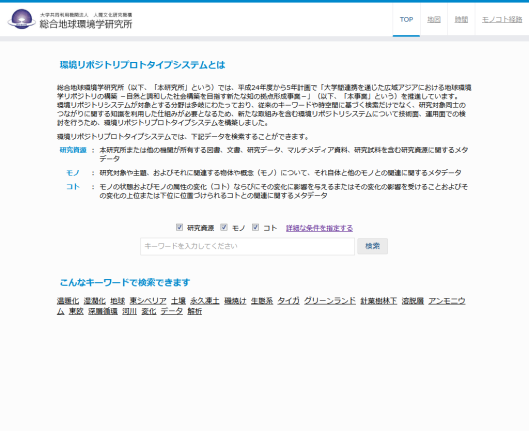 大学共同利用機関法人 人間文化研究機構
総合地球環境学研究所
TOP 地図 時間 モノコト経路
環境リポジトリプロトタイプシステムとは
総合地球環境学研究所（以下、「本研究所」という）では、平成24年度から5年計画で「大学間連携を通じた広域アジアにおける地球環境
学リポジトリの構築 －自然と調和した社会構築を目指す新たな知の拠点形成事業－」（以下、「本事業」という）を推進しています。
環境リポジトリシステムが対象とする分野は多岐にわたっており、従来のキーワードや時空間に基づく検索だけでなく、研究対象同士の
つながりに関する知識を利用した仕組みが必要となるため、新たな取組みを含む環境リポジトリシステムについて技術面、運用面での検
討を行うため、環境リポジトリプロトタイプシステムを構築しました。
環境リポジトリプロトタイプシステムでは、下記データを検索することができます。
研究資源 ： 本研究所または他の機関が所有する図書、文書、研究データ、マルチメディア資料、研究試料を含む研究資源に関するメタ
データ
モノ ： 研究対象や主題、およびそれに関連する物体や概念（モノ）について、それ自体と他のモノとの関連に関するメタデータ
コト ： モノの状態およびモノの属性の変化（コト）ならびにその変化に影響を与えるまたはその変化の影響を受けることおよびそ
の変化の上位または下位に位置づけられるコトとの関連に関するメタデータ
研究資源 モノ コト 詳細な条件を指定する
キーワードを入力してください 検索
こんなキーワードで検索できます
温暖化 湿潤化 地球 東シベリア 土壌 永久凍土 磯焼け 生態系 タイガ グリーンランド 針葉樹林下 溶脱層 アンモニウ
ム 東欧 深層循環 河川 変化 データ 解析